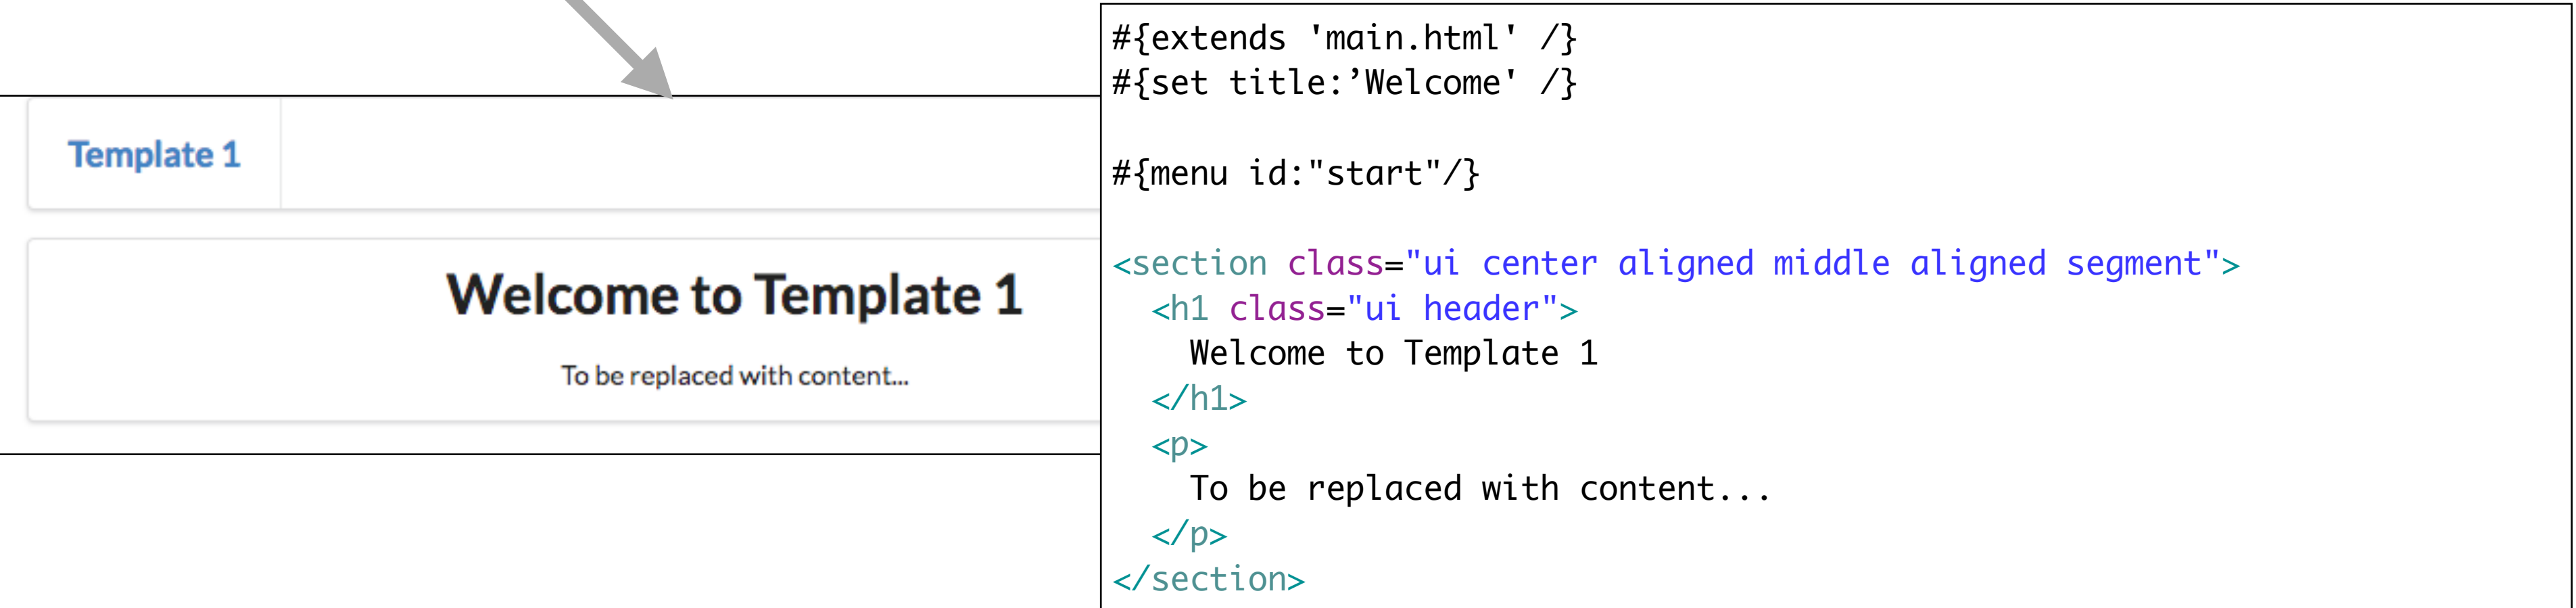 Template 1
Welcome to Template 1
To be replaced with content...
#{extends 'main.html' /}
#{set title:’Welcome' /}
#{menu id:"start"/}
<section class="ui center aligned middle aligned segment">
<h1 class="ui header">
Welcome to Template 1
</h1>
<p>
To be replaced with content...
</p>
</section>